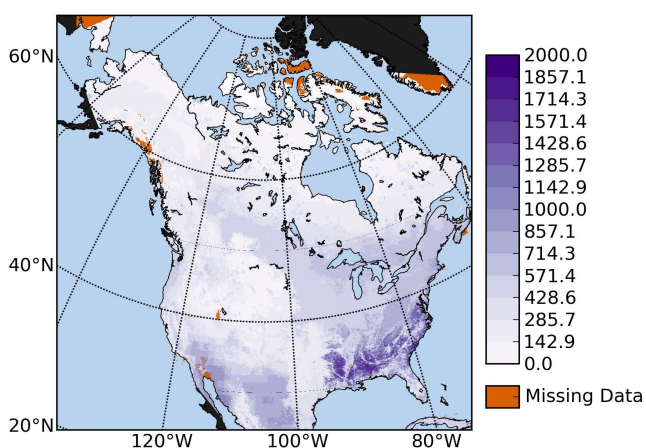 60°N
40°N
20°N
120°W
100°W
80°W
2000.0
1857.1
1714.3
1571.4
1428.6
1285.7
1142.9
1000.0
857.1
714.3
571.4
428.6
285.7
142.9
0.0
Missing Data